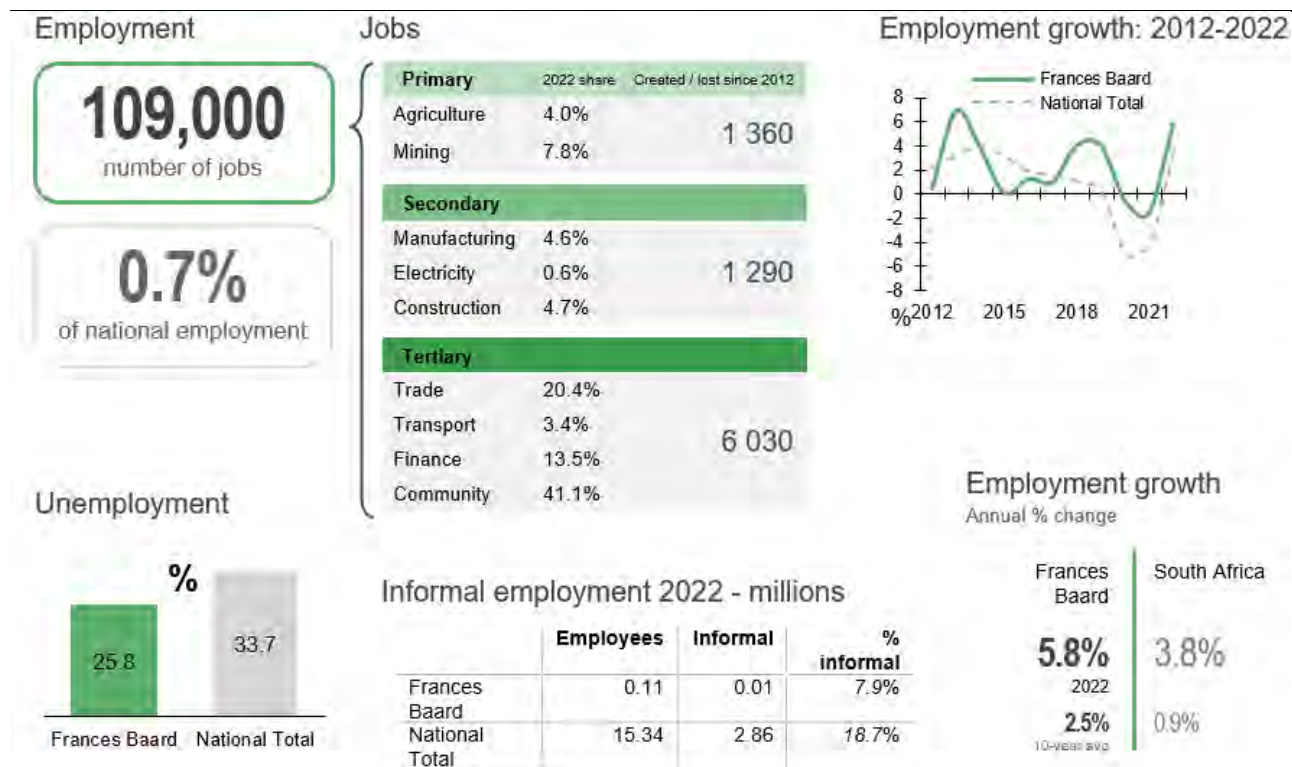 Employment
109,000
number of jobs
0.7%
of national employment
Jobs
Primary 2022 share Created / lost since 2012
Agriculture 4.0%
Mining 7.8%
1 360
Secondary
Manufacturing 4.6%
Electricity 0.6%
Construction 4.7%
1 290
Tertiary
Trade 20.4%
Transport 3.4%
Finance 13.5%
Community 41.1%
6 030
Employment growth: 2012-2022
Frances Baard
National Total
8
6
4
2
0
-2
-4
-6
-8
%
2012 2015 2018 2021
Unemployment
%
25.8
33.7
Frances Baard National Total
Informal employment 2022 - millions
Employees Informal %
informal
Frances
Baard
0.11 0.01 7.9%
National
Total
15.34 2.86 18.7%
Employment growth
Annual % change
Frances
Baard
South Africa
5.8% 3.8%
2022
2.5% 0.9%
10-year avg